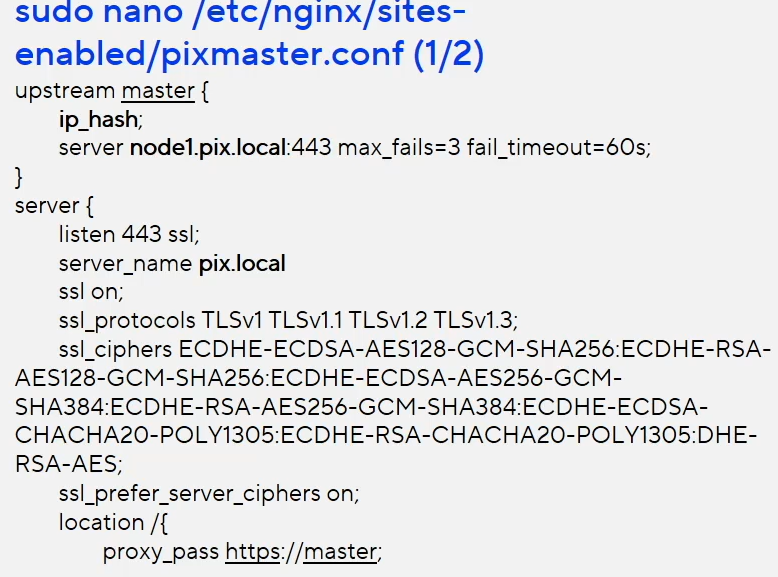 sudo nano /etc/nginx/sites-
enabled/pixmaster.conf (1/2)
upstream master {
ip_hash;
server node1.pix.local:443 max_fails=3 fail_timeout=60s;
}
server {
listen 443 ssl;
server_name pix.local
ssl on;
ssl_protocols TLSv1 TLSv1.1 TLSv1.2 TLSv1.3;
ssl_ciphers ECDHE-ECDSA-AES128-GCM-SHA256:ECDHE-RSA-
AES128-GCM-SHA256:ECDHE-ECDSA-AES256-GCM-
SHA384:ECDHE-RSA-AES256-GCM-SHA384:ECDHE-ECDSA-
CHACHA20-POLY1305:ECDHE-RSA-CHACHA20-POLY1305:DHE-
RSA-AES;
ssl_prefer_server_ciphers on;
location /{
proxy_pass https://master;